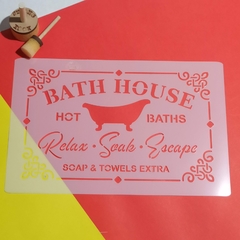 BATH HOUSE
HOT BATHS
Relax • Soak • Escape
SOAP & TOWELS EXTRA